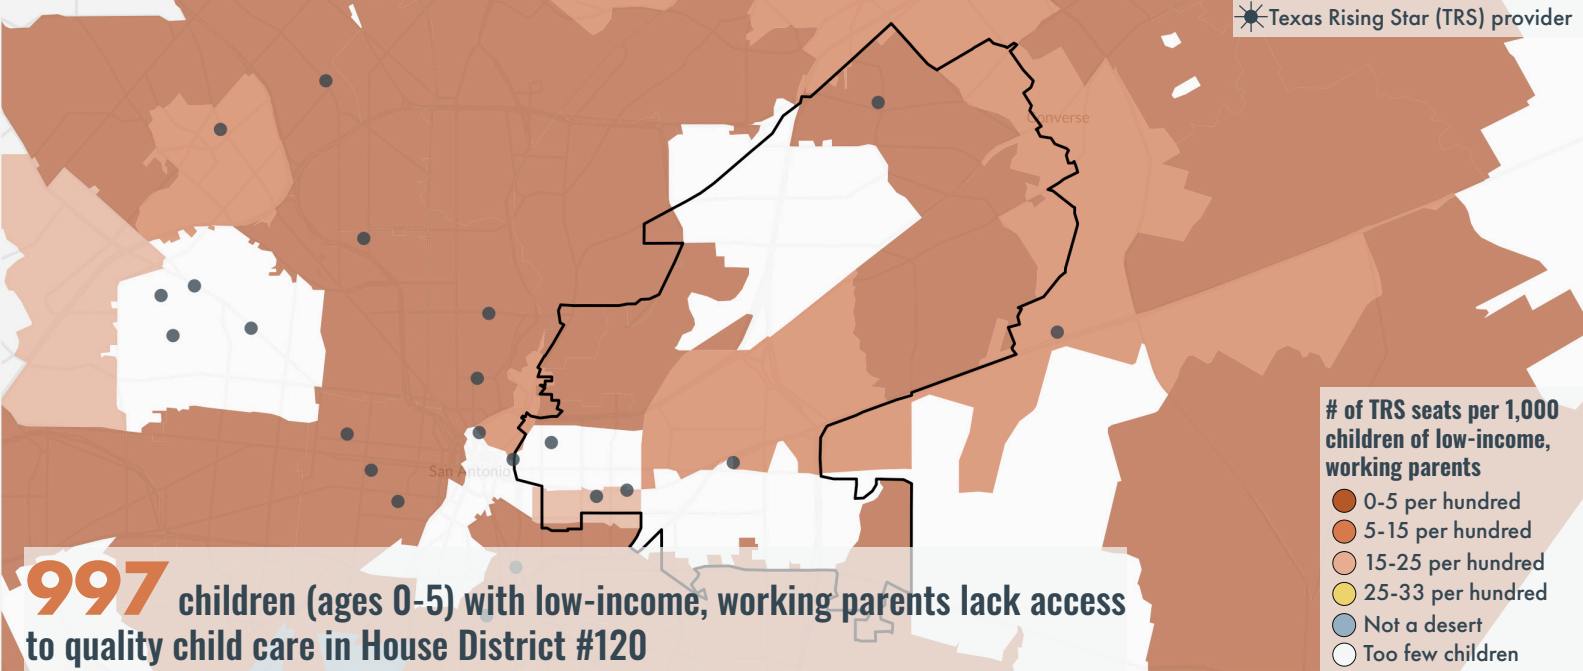 Texas Rising Star (TRS) provider
Converse
San Antonio
# of TRS seats per 1,000
children of low-income,
working parents
0-5 per hundred
5-15 per hundred
15-25 per hundred
25-33 per hundred
Not a desert
Too few children
997 children (ages 0-5) with low-income, working parents lack access
to quality child care in House District #120